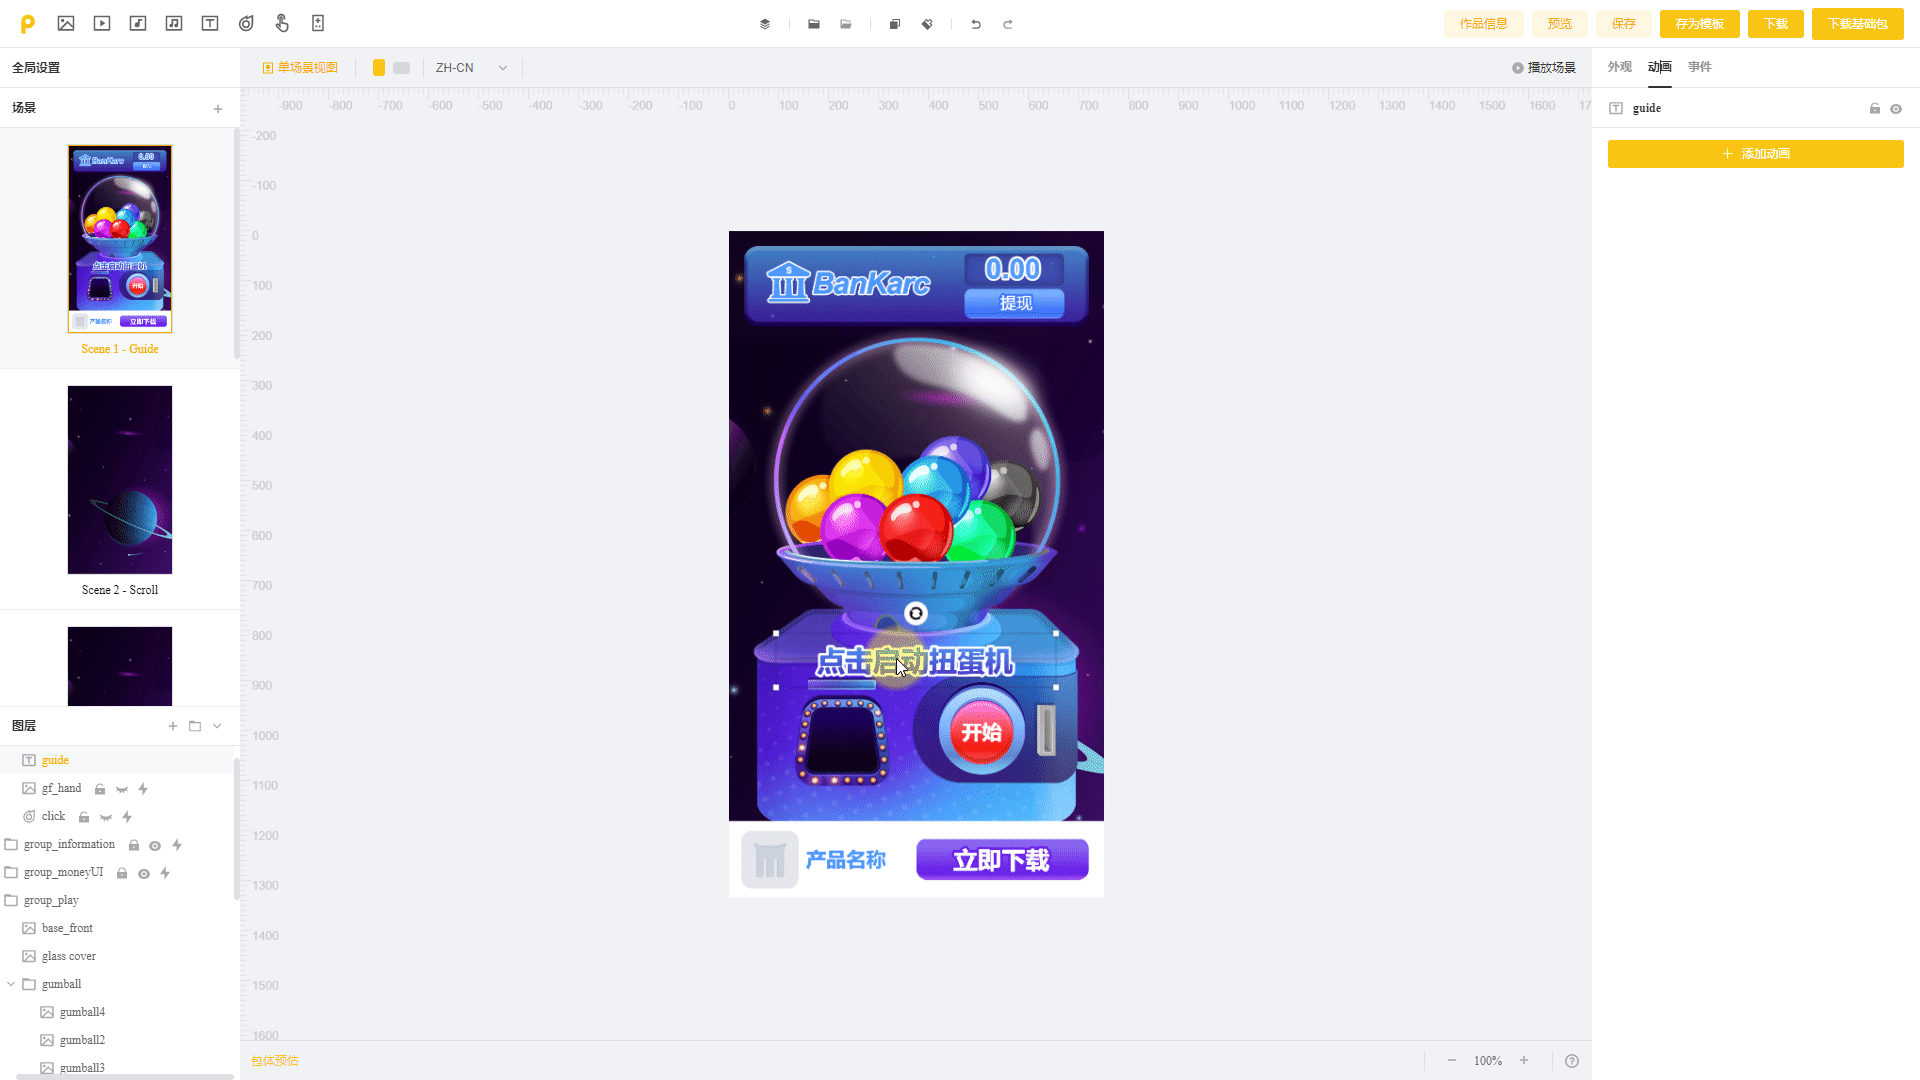 作品信息
预览
保存
存为模板
下载
下载基础包
全局设置
单场景视图
ZH-CN
播放场景
外观
动画
事件
场景
-900 -800 -700 -600 -500 -400 -300 -200 -100 0 100 200 300 400 500 600 700 800 900 1000 1100 1200 1300 1400 1500 1600 17
guide
添加动画
-200
-100
0
100
200
300
400
500
600
700
800
900
1000
1100
1200
1300
1400
1500
1600
BanKarc
0.00
提现
点击启动扭蛋机
开始
产品名称
立即下载
Scene 1 - Guide
BanKarc
0.00
点击启动扭蛋机
开始
产品名称
立即下载
Scene 2 - Scroll
图层
guide
gf_hand
click
group_information
group_moneyUI
group_play
base_front
glass cover
gumball
gumball4
gumball2
gumball3
包体预估
100%